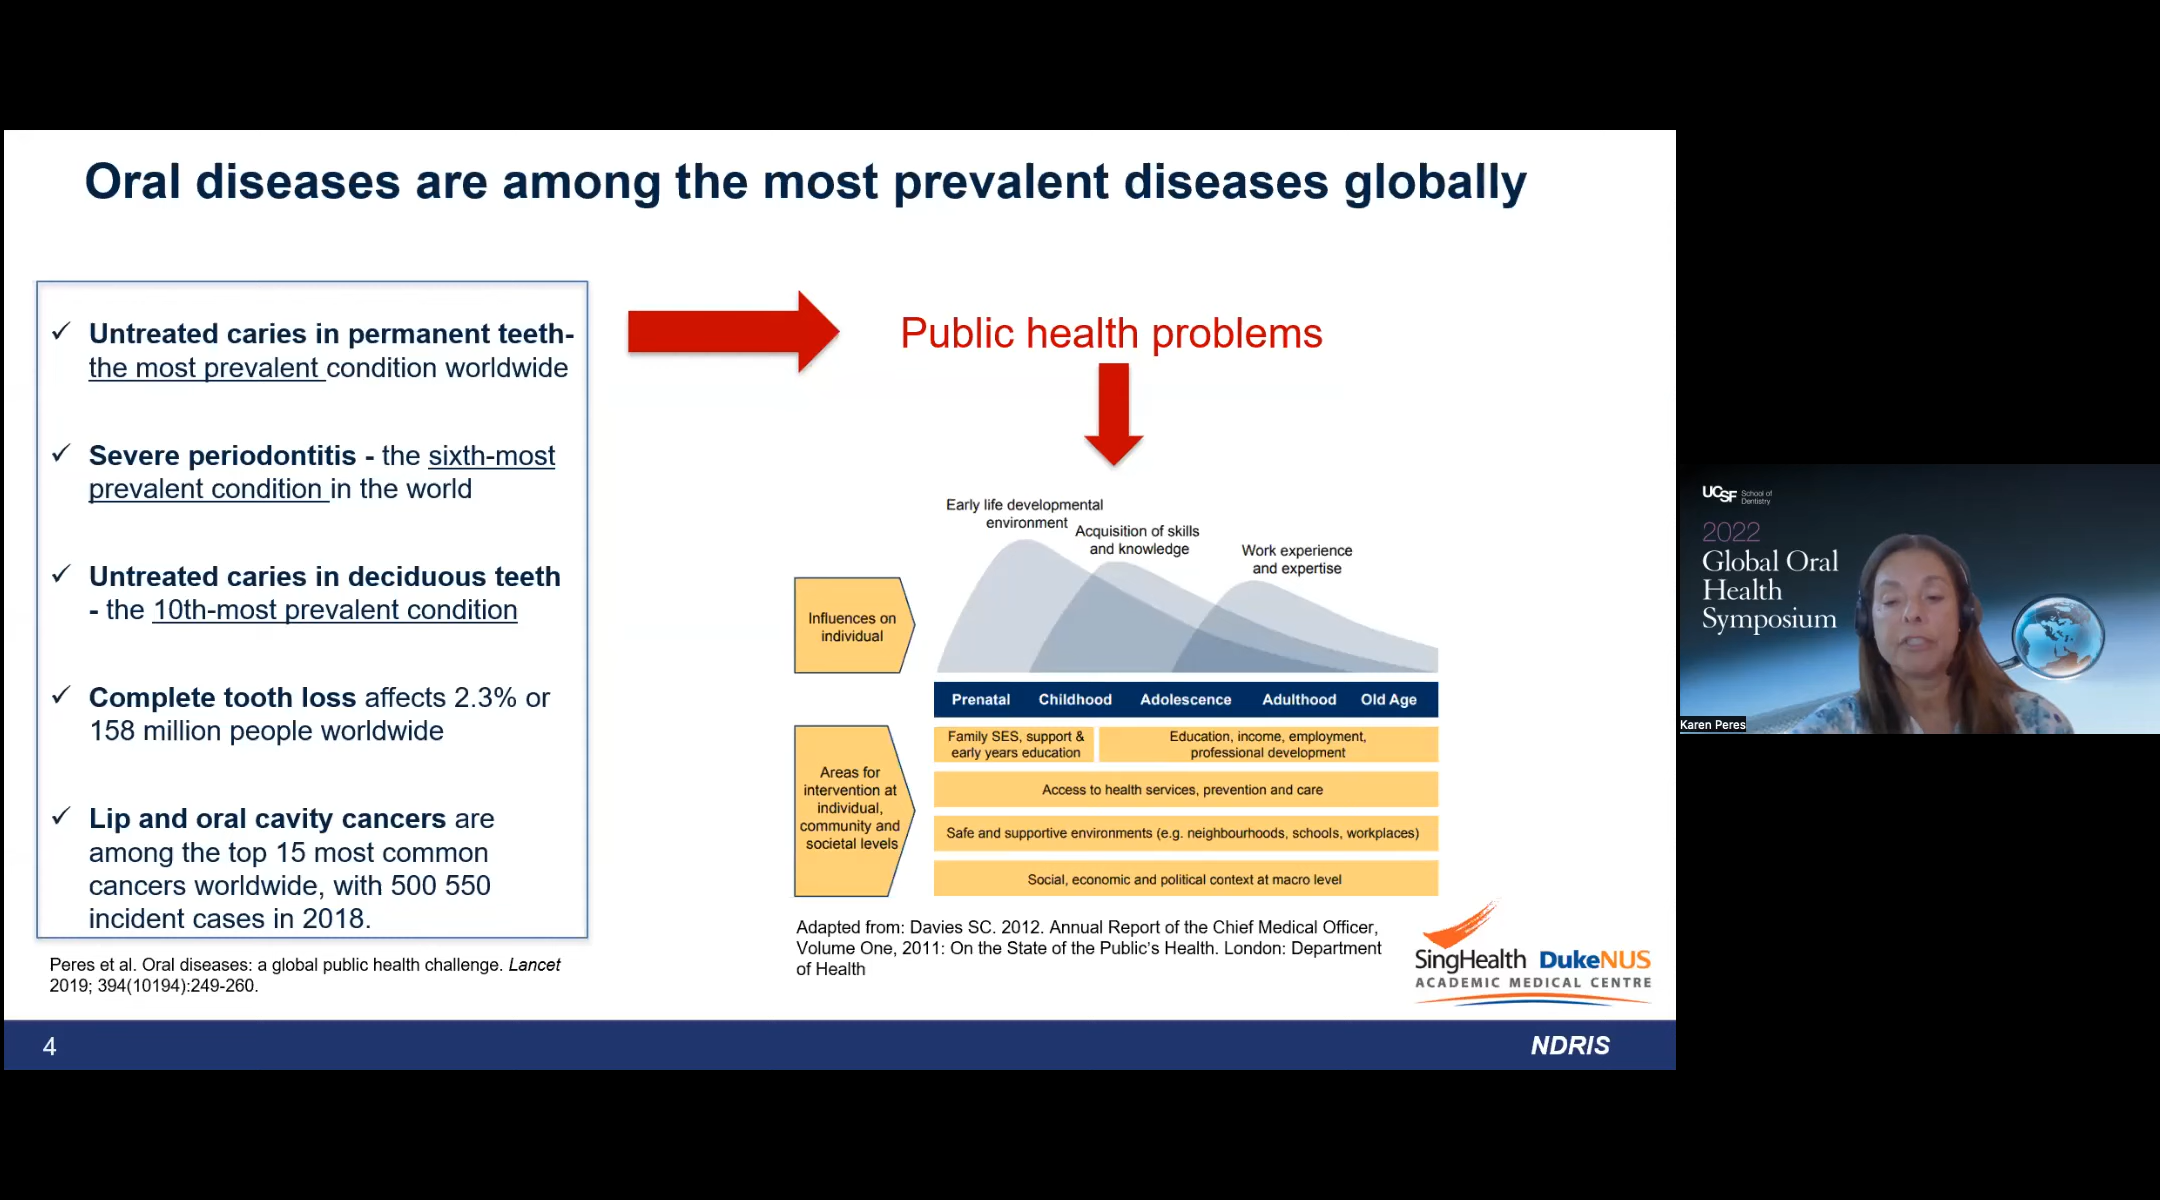 Oral diseases are among the most prevalent diseases globally
✓ Untreated caries in permanent teeth-
the most prevalent condition worldwide
✓ Severe periodontitis - the sixth-most
prevalent condition in the world
✓ Untreated caries in deciduous teeth
- the 10th-most prevalent condition
✓ Complete tooth loss affects 2.3% or
158 million people worldwide
✓ Lip and oral cavity cancers are
among the top 15 most common
cancers worldwide, with 500 550
incident cases in 2018.
Peres et al. Oral diseases: a global public health challenge. Lancet
2019; 394(10194):249-260.
Public health problems
Early life developmental
environment
Acquisition of skills
and knowledge
Work experience
and expertise
Influences on
individual
Prenatal Childhood Adolescence Adulthood Old Age
Areas for
intervention at
individual,
community and
societal levels
Family SES, support &
early years education
Education, income, employment,
professional development
Access to health services, prevention and care
Safe and supportive environments (e.g. neighbourhoods, schools, workplaces)
Social, economic and political context at macro level
Adapted from: Davies SC. 2012. Annual Report of the Chief Medical Officer,
Volume One, 2011: On the State of the Public's Health. London: Department
of Health
SingHealth DukeNUS
ACADEMIC MEDICAL CENTRE
4
NDRIS
UCSF School of
Dentistry
2022
Global Oral
Health
Symposium
Karen Peres